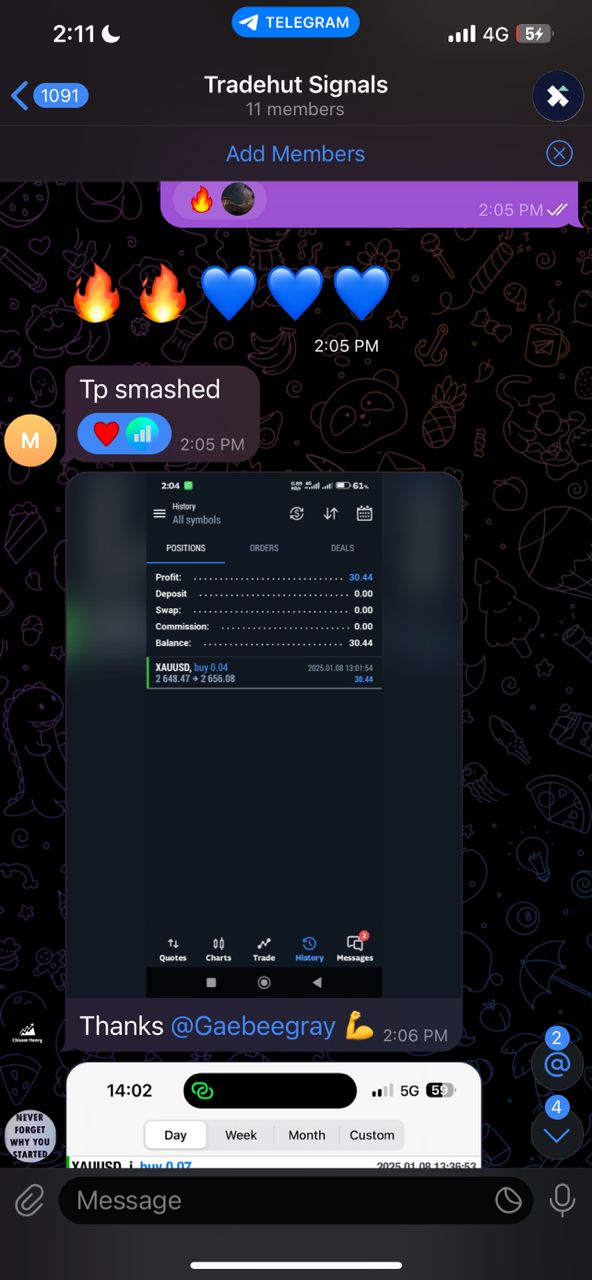 2:11
TELEGRAM
4G
5
1091
Tradehut Signals
11 members
Add Members
2:05 PM
2:05 PM
Tp smashed
2:05 PM
M
2:04
61%
History
All symbols
POSITIONS
ORDERS
DEALS
Profit: 30.44
Deposit 0.00
Swap: 0.00
Commission: 0.00
Balance: 30.44
XAUUSD, buy 0.04
2025.01.08 13:01:54
2 648.47 → 2 656.08
30.44
Quotes
Charts
Trade
History
2
Messages
Thanks @Gaebeegray 💪
2:06 PM
Chisom Henry
2
@
14:02
5G
59
4
Day
Week
Month
Custom
NEVER
FORGET
WHY YOU
STARTED
XAUUSD_i, buy 0.07
2025.01.08 13:36:53
Message